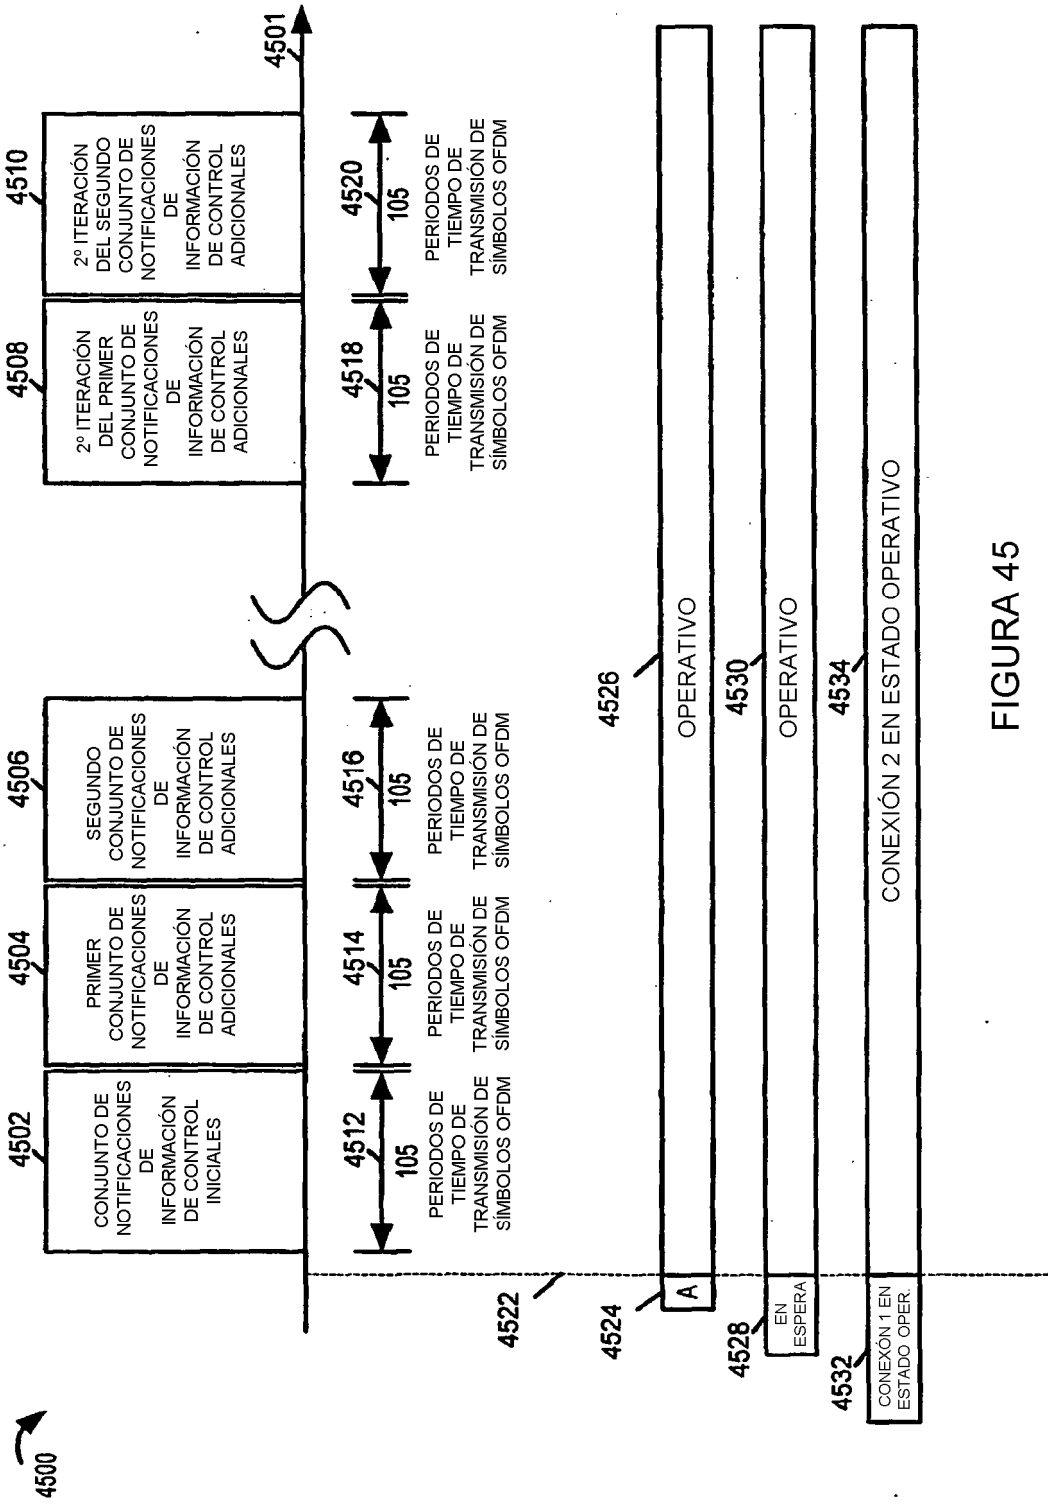 4500
4502
CONJUNTO DE
NOTIFICACIONES
DE
INFORMACIÓN
DE CONTROL
INICIALES
4504
PRIMER
CONJUNTO DE
NOTIFICACIONES
DE
INFORMACIÓN
DE CONTROL
ADICIONALES
4506
SEGUNDO
CONJUNTO DE
NOTIFICACIONES
DE
INFORMACIÓN
DE CONTROL
ADICIONALES
4508
2º ITERACIÓN
DEL PRIMER
CONJUNTO DE
NOTIFICACIONES
DE
INFORMACIÓN
DE CONTROL
ADICIONALES
4510
2º ITERACIÓN
DEL SEGUNDO
CONJUNTO DE
NOTIFICACIONES
DE
INFORMACIÓN
DE CONTROL
ADICIONALES
4501
4512
105
PERIODOS DE
TIEMPO DE
TRANSMISIÓN DE
SÍMBOLOS OFDM
4514
105
PERIODOS DE
TIEMPO DE
TRANSMISIÓN DE
SÍMBOLOS OFDM
4516
105
PERIODOS DE
TIEMPO DE
TRANSMISIÓN DE
SÍMBOLOS OFDM
4518
105
PERIODOS DE
TIEMPO DE
TRANSMISIÓN DE
SÍMBOLOS OFDM
4520
105
PERIODOS DE
TIEMPO DE
TRANSMISIÓN DE
SÍMBOLOS OFDM
4522
4524
A
4526
OPERATIVO
4528
EN
ESPERA
4530
OPERATIVO
4532
CONEXÓN 1 EN
ESTADO OPER.
4534
CONEXIÓN 2 EN ESTADO OPERATIVO
FIGURA 45